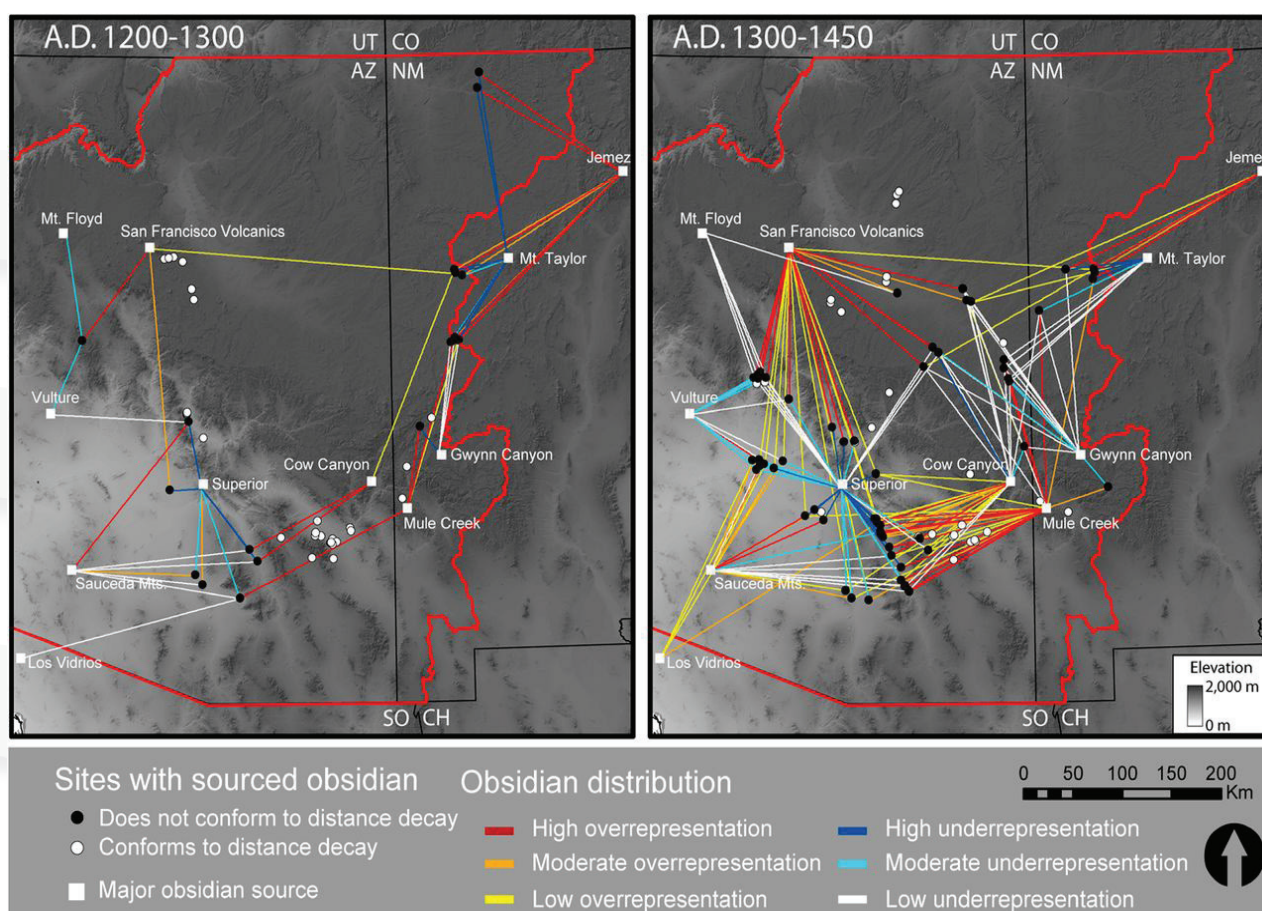 A.D. 1200-1300
UT CO
AZ NM
Jemez
Mt. Floyd
San Francisco Volcanics
Mt. Taylor
Vulture
Gwynn Canyon
Cow Canyon
Superior
Mule Creek
Sauceda Mts.
Los Vidrios
SO CH
A.D. 1300-1450
UT CO
AZ NM
Jemez
Mt. Floyd
San Francisco Volcanics
Mt. Taylor
Vulture
Gwynn Canyon
Cow Canyon
Superior
Mule Creek
Sauceda Mts.
Los Vidrios
SO CH
Elevation
2,000 m
0 m
Sites with sourced obsidian
Does not conform to distance decay
Conforms to distance decay
Major obsidian source
Obsidian distribution
High overrepresentation
Moderate overrepresentation
Low overrepresentation
High underrepresentation
Moderate underrepresentation
Low underrepresentation
0 50 100 150 200
Km